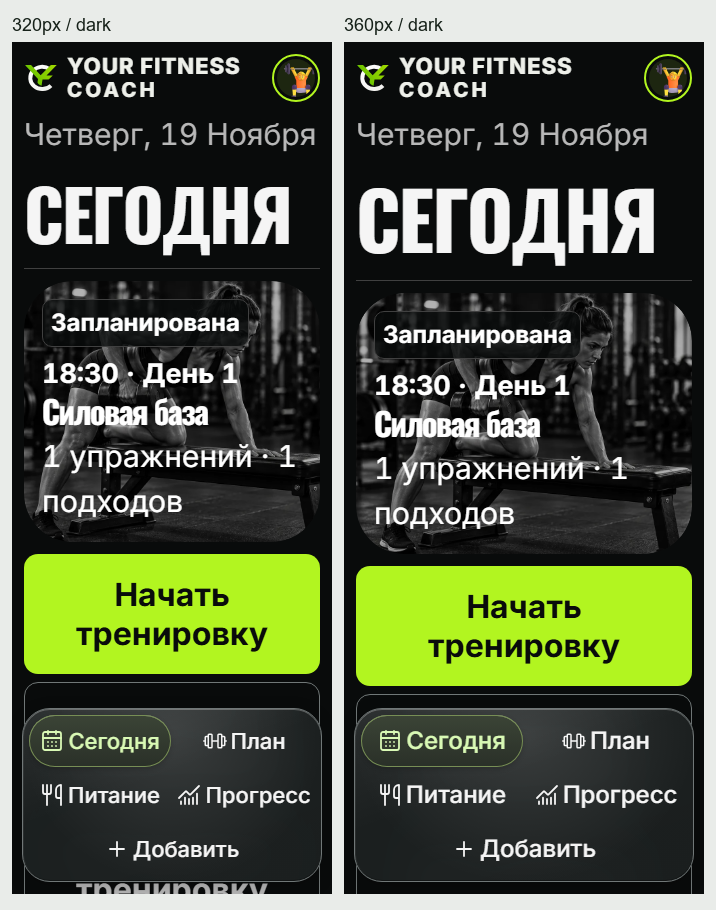 320px / dark
YOUR FITNESS
COACH
Четверг, 19 Ноября
СЕГОДНЯ
Запланирована
18:30 · День 1
Силовая база
1 упражнений · 1
подходов
Начать
тренировку
Сегодня
План
Питание
Прогресс
Добавить
тренировку
360px / dark
YOUR FITNESS
COACH
Четверг, 19 Ноября
СЕГОДНЯ
Запланирована
18:30 · День 1
Силовая база
1 упражнений · 1
подходов
Начать
тренировку
Сегодня
План
Питание
Прогресс
Добавить